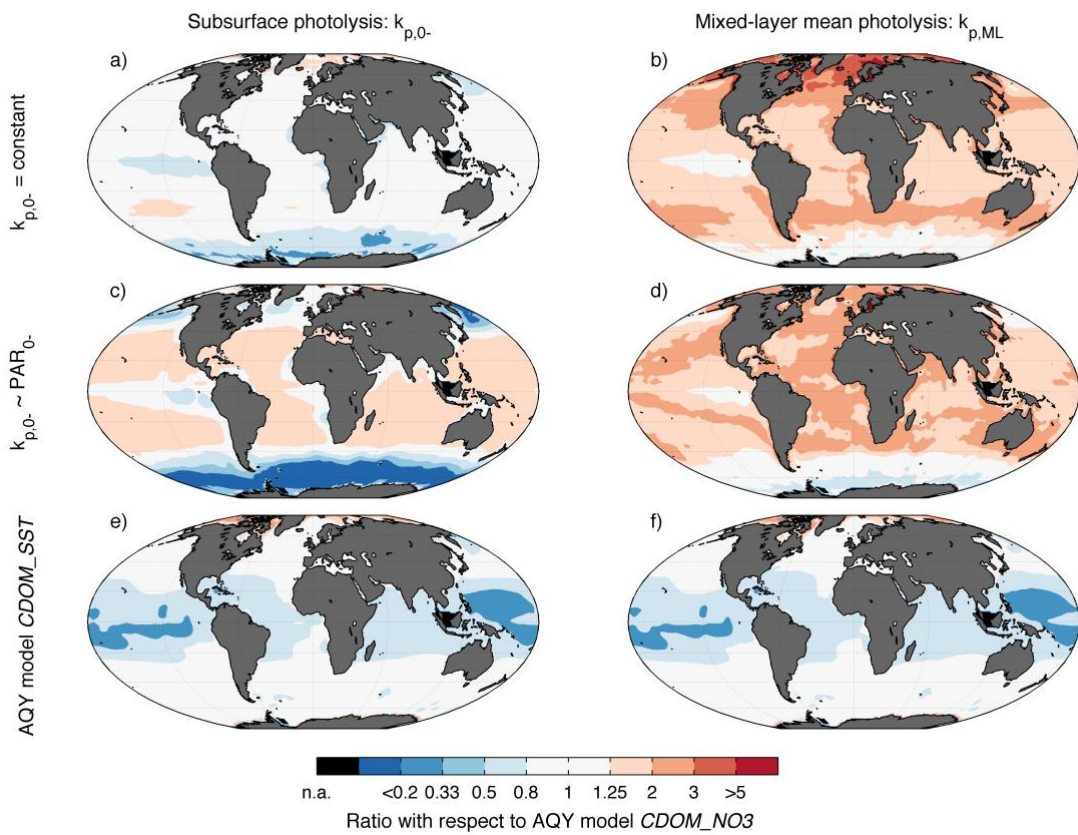 Subsurface photolysis: k_p,0-
Mixed-layer mean photolysis: k_p,ML
a)
b)
k_p,0- = constant
c)
d)
k_p,0- ~ PAR_0-
e)
f)
AQY model CDOM_SST
n.a. <0.2 0.33 0.5 0.8 1 1.25 2 3 >5
Ratio with respect to AQY model CDOM_NO3